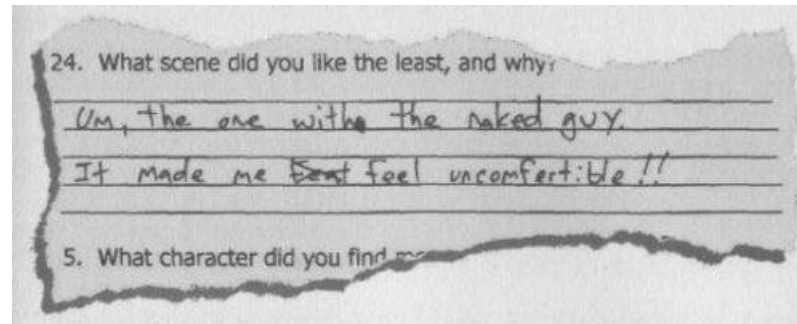 24. What scene did you like the least, and why?
Um, the one with the naked guy.
It made me feel uncomfertible!!
5. What character did you find